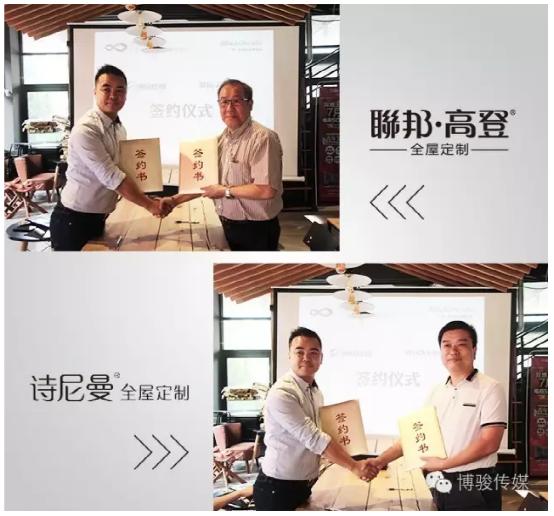 签约仪式
签约书
签约书
聯邦·高登®
全屋定制
诗尼曼® 全屋定制
签约仪式
签约书
签约书
博骏传媒